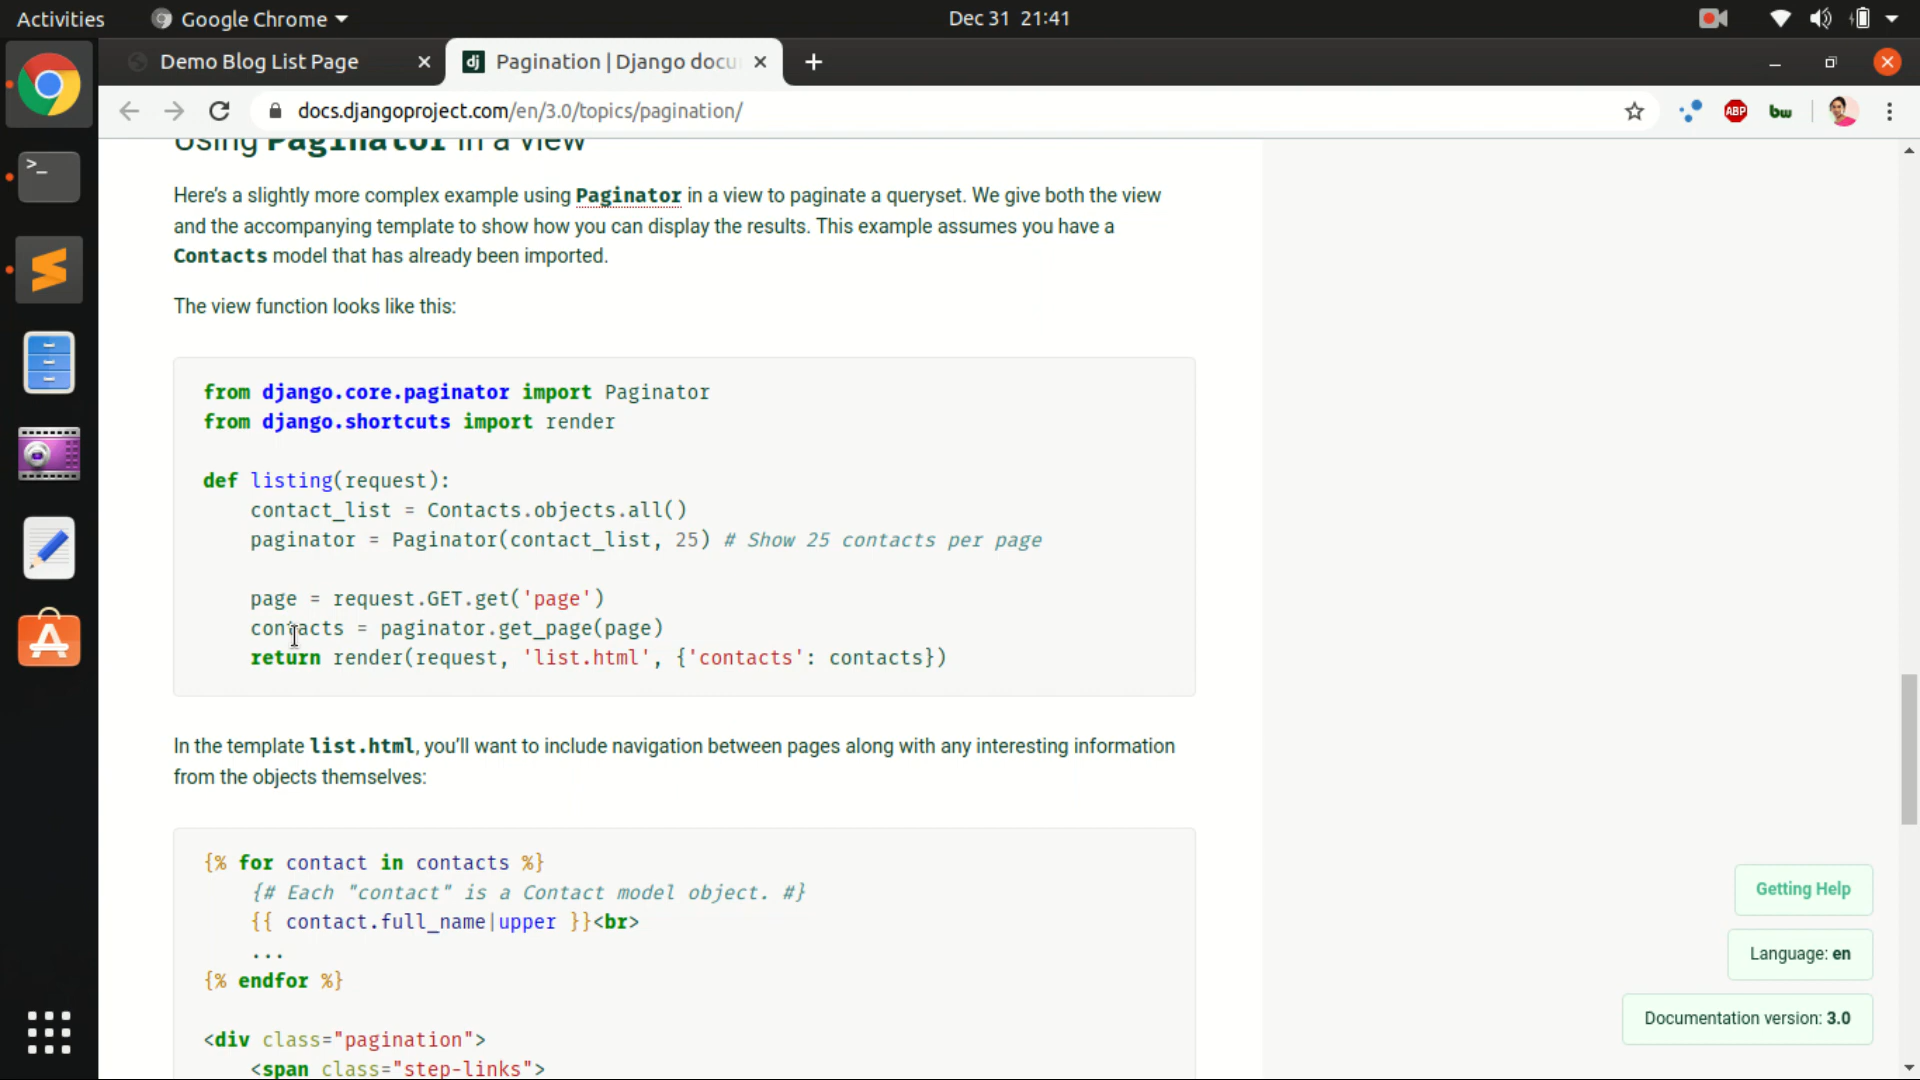 Activities
Google Chrome
Dec 31 21:41
Demo Blog List Page
dj
Pagination | Django docu
docs.djangoproject.com/en/3.0/topics/pagination/
ABP
bw
Using Paginator in a view
Here's a slightly more complex example using Paginator in a view to paginate a queryset. We give both the view
and the accompanying template to show how you can display the results. This example assumes you have a
Contacts model that has already been imported.
The view function looks like this:
from django.core.paginator import Paginator
from django.shortcuts import render
def listing(request):
contact_list = Contacts.objects.all()
paginator = Paginator(contact_list, 25) # Show 25 contacts per page
page = request.GET.get('page')
contacts = paginator.get_page(page)
return render(request, 'list.html', {'contacts': contacts})
In the template list.html, you'll want to include navigation between pages along with any interesting information
from the objects themselves:
{% for contact in contacts %}
{# Each "contact" is a Contact model object. #}
{{ contact.full_name|upper }}<br>
...
{% endfor %}
<div class="pagination">
<span class="step-links">
Getting Help
Language: en
Documentation version: 3.0